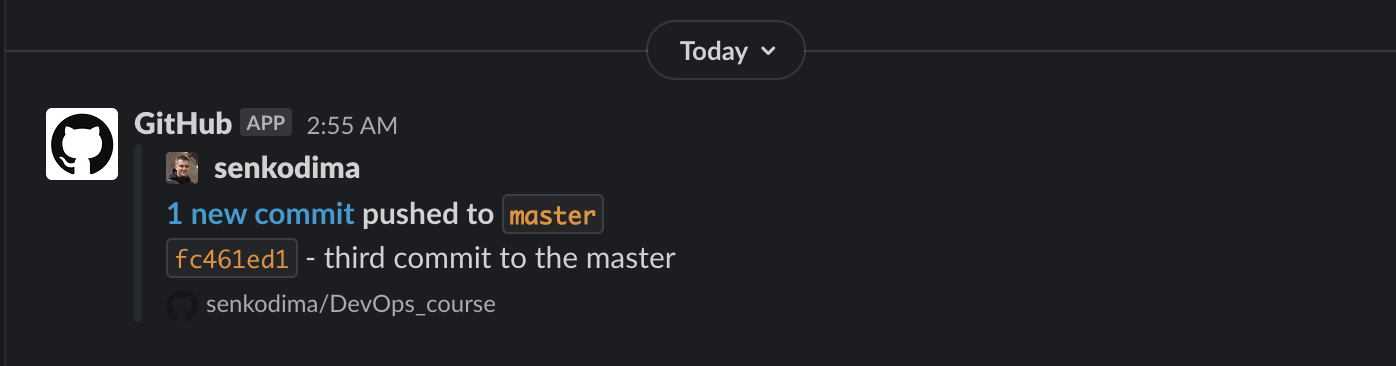 Today
GitHub APP 2:55 AM
senkodima
1 new commit pushed to master
fc461ed1 - third commit to the master
senkodima/DevOps_course